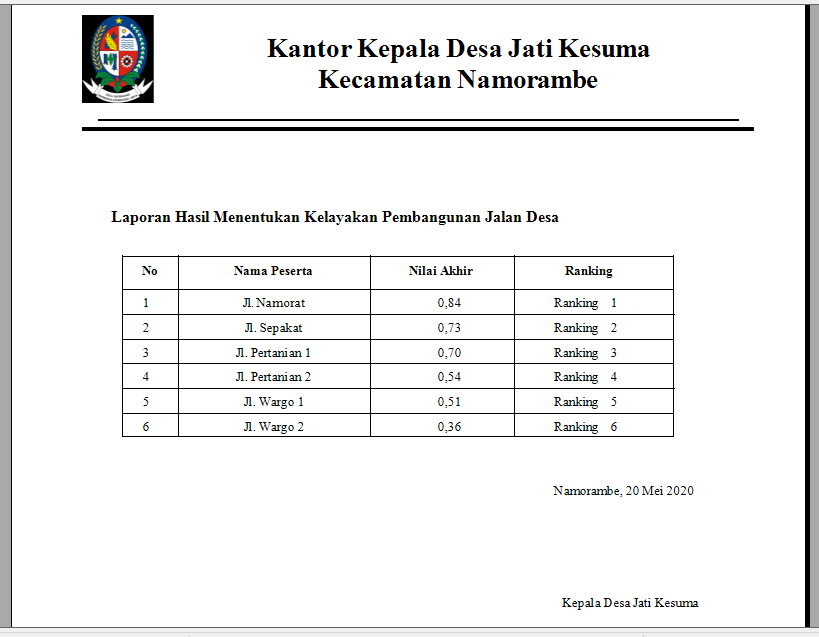 Kantor Kepala Desa Jati Kesuma
Kecamatan Namorambe
Laporan Hasil Menentukan Kelayakan Pembangunan Jalan Desa
No Nama Peserta Nilai Akhir Ranking
1 Jl. Namorat 0,84 Ranking 1
2 Jl. Sepakat 0,73 Ranking 2
3 Jl. Pertanian 1 0,70 Ranking 3
4 Jl. Pertanian 2 0,54 Ranking 4
5 Jl. Wargo 1 0,51 Ranking 5
6 Jl. Wargo 2 0,36 Ranking 6
Namorambe, 20 Mei 2020
Kepala Desa Jati Kesuma